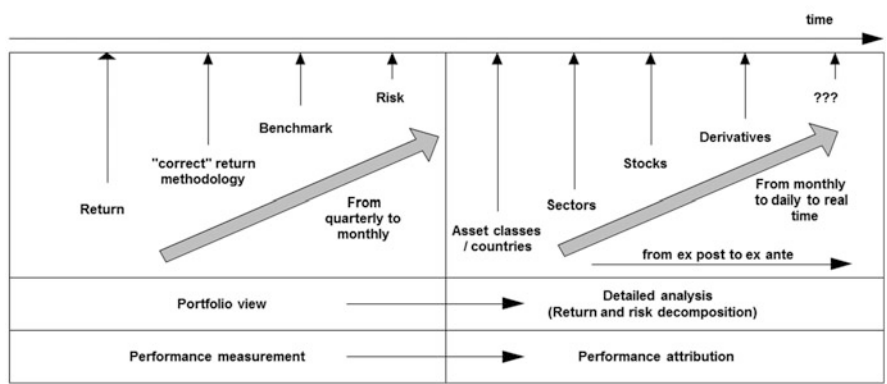 time
Return
"correct" return
methodology
Benchmark
Risk
From
quarterly to
monthly
Asset classes
/ countries
Sectors
Stocks
Derivatives
???
From monthly
to daily to real
time
from ex post to ex ante
Portfolio view
Detailed analysis
(Return and risk decomposition)
Performance measurement
Performance attribution